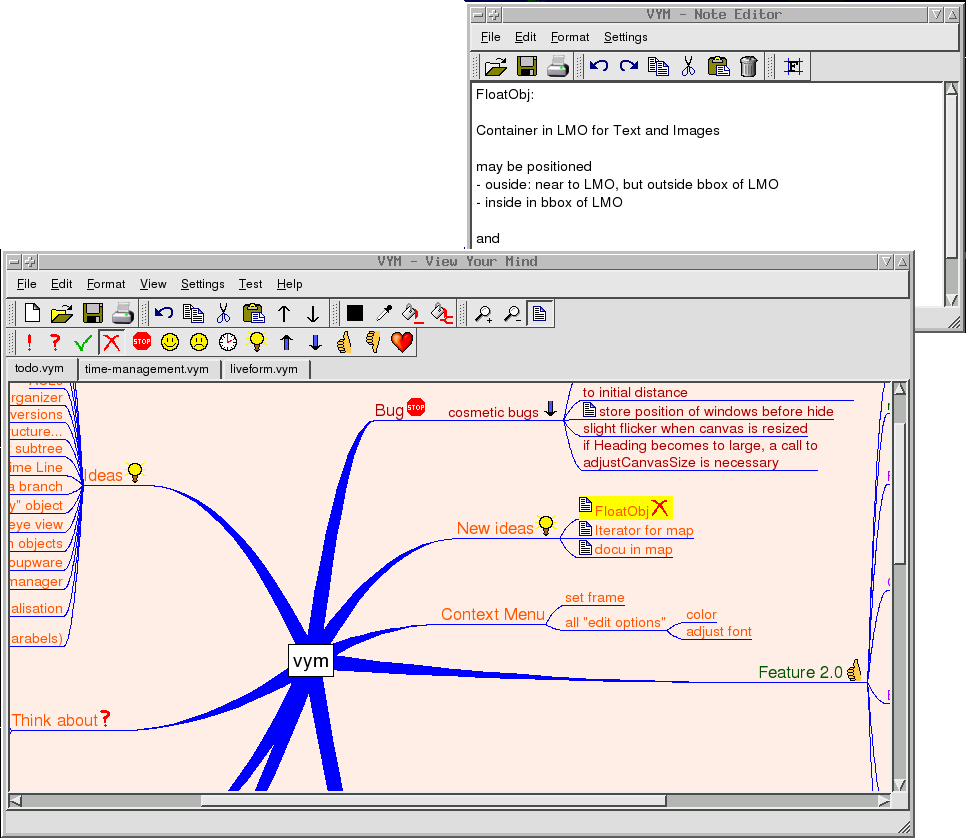 VYM - Note Editor
File Edit Format Settings
FloatObj:
Container in LMO for Text and Images
may be positioned
- ouside: near to LMO, but outside bbox of LMO
- inside in bbox of LMO
and
VYM - View Your Mind
File Edit Format View Settings Test Help
STOP
todo.vym time-management.vym liveform.vym
rganizer
versions
ucture...
subtree
ime Line
a branch
y" object
eye view
n objects
oupware
manager
alisation
arabels)
Ideas
Think about
vym
Bug STOP
cosmetic bugs
to initial distance
store position of windows before hide
slight flicker when canvas is resized
if Heading becomes to large, a call to
adjustCanvasSize is necessary
New ideas
FloatObj
Iterator for map
docu in map
Context Menu
set frame
all "edit options"
color
adjust font
Feature 2.0